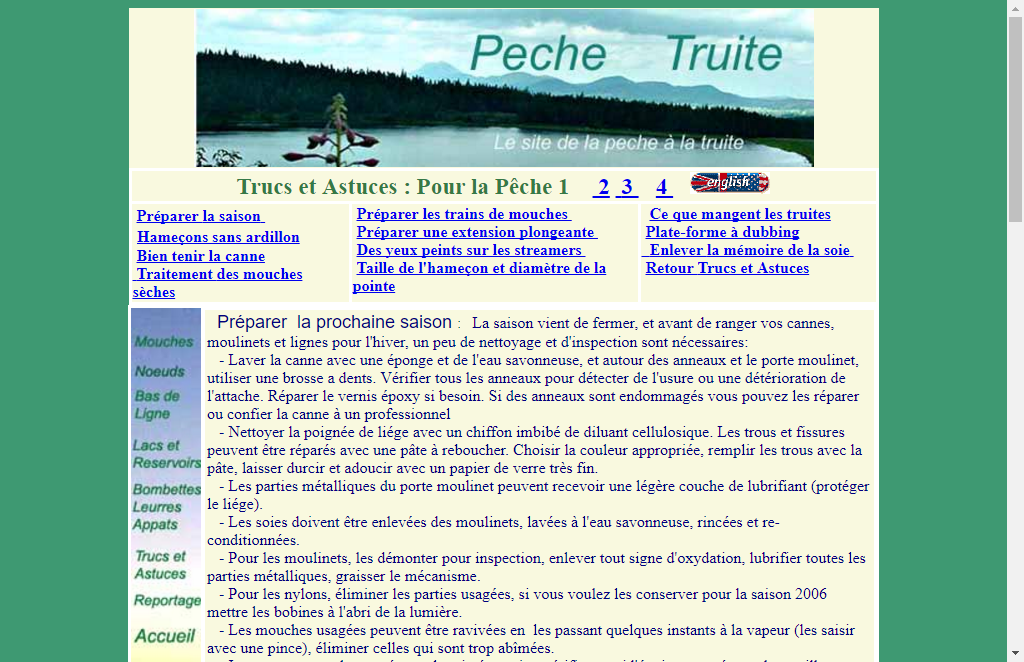 Peche Truite
Le site de la peche à la truite
Trucs et Astuces : Pour la Pêche 1 2 3 4 english
Préparer la saison
Hameçons sans ardillon
Bien tenir la canne
Traitement des mouches
sèches
Préparer les trains de mouches
Préparer une extension plongeante
Des yeux peints sur les streamers
Taille de l'hameçon et diamètre de la
pointe
Ce que mangent les truites
Plate-forme à dubbing
Enlever la mémoire de la soie
Retour Trucs et Astuces
Mouches
Noeuds
Bas de
Ligne
Lacs et
Reservoirs
Bombettes
Leurres
Appats
Trucs et
Astuces
Reportage
Accueil
Préparer la prochaine saison : La saison vient de fermer, et avant de ranger vos cannes,
moulinets et lignes pour l'hiver, un peu de nettoyage et d'inspection sont nécessaires:
- Laver la canne avec une éponge et de l'eau savonneuse, et autour des anneaux et le porte moulinet,
utiliser une brosse a dents. Vérifier tous les anneaux pour détecter de l'usure ou une détérioration de
l'attache. Réparer le vernis époxy si besoin. Si des anneaux sont endommagés vous pouvez les réparer
ou confier la canne à un professionnel
- Nettoyer la poignée de liége avec un chiffon imbibé de diluant cellulosique. Les trous et fissures
peuvent être réparés avec une pâte à reboucher. Choisir la couleur appropriée, remplir les trous avec la
pâte, laisser durcir et adoucir avec un papier de verre très fin.
- Les parties métalliques du porte moulinet peuvent recevoir une légère couche de lubrifiant (protéger
le liége).
- Les soies doivent être enlevées des moulinets, lavées à l'eau savonneuse, rincées et re-
conditionnées.
- Pour les moulinets, les démonter pour inspection, enlever tout signe d'oxydation, lubrifier toutes les
parties métalliques, graisser le mécanisme.
- Pour les nylons, éliminer les parties usagées, si vous voulez les conserver pour la saison 2006
mettre les bobines à l'abri de la lumière.
- Les mouches usagées peuvent être ravivées en les passant quelques instants à la vapeur (les saisir
avec une pince), éliminer celles qui sont trop abîmées.